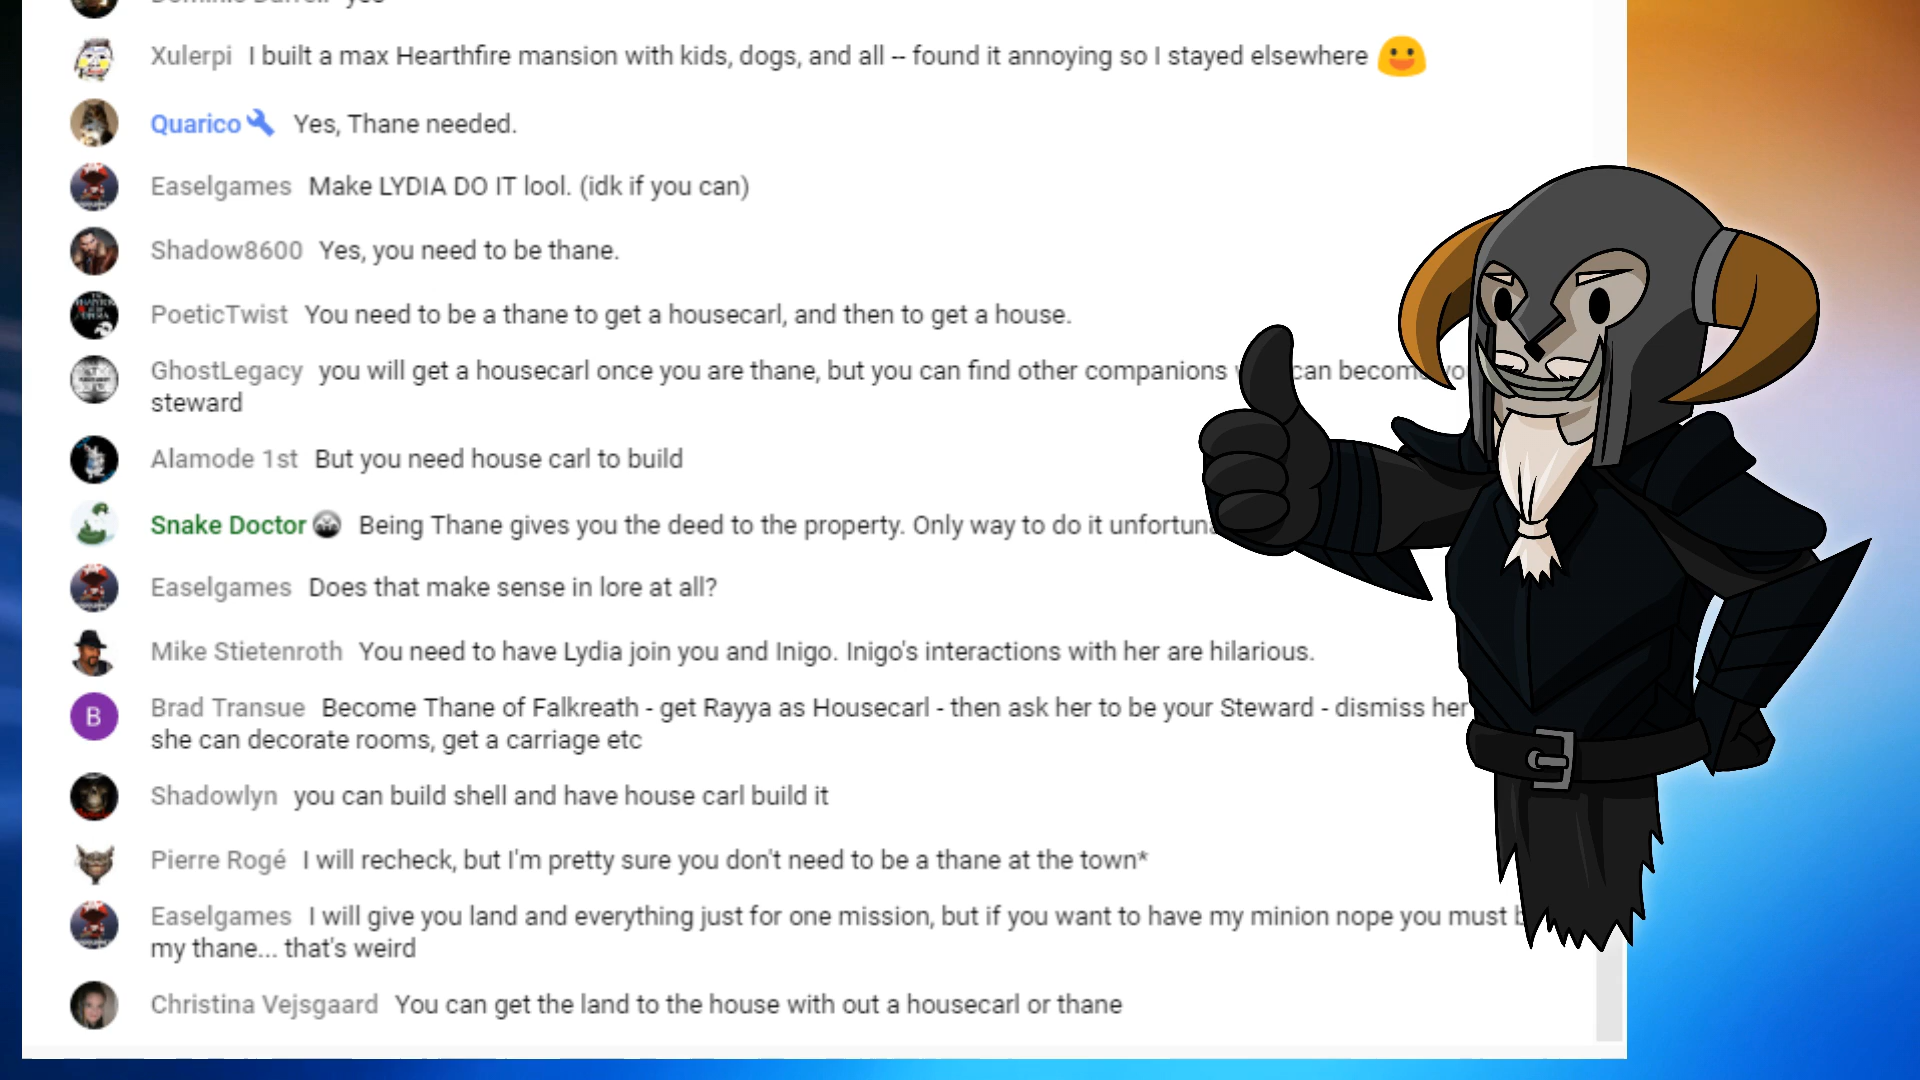 yes
Xulerpi I built a max Hearthfire mansion with kids, dogs, and all -- found it annoying so I stayed elsewhere
Quarico Yes, Thane needed.
Easelgames Make LYDIA DO IT lool. (idk if you can)
Shadow8600 Yes, you need to be thane.
PoeticTwist You need to be a thane to get a housecarl, and then to get a house.
GhostLegacy you will get a housecarl once you are thane, but you can find other companions can become
steward
Alamode 1st But you need house carl to build
Snake Doctor Being Thane gives you the deed to the property. Only way to do it
Easelgames Does that make sense in lore at all?
Mike Stietenroth You need to have Lydia join you and Inigo. Inigo's interactions with her are hilarious.
B
Brad Transue Become Thane of Falkreath - get Rayya as Housecarl - then ask her to be your Steward - dismiss her
she can decorate rooms, get a carriage etc
Shadowlyn you can build shell and have house carl build it
Pierre Rogé I will recheck, but I'm pretty sure you don't need to be a thane at the town*
Easelgames I will give you land and everything just for one mission, but if you want to have my minion nope you must
my thane... that's weird
Christina Vejsgaard You can get the land to the house with out a housecarl or thane